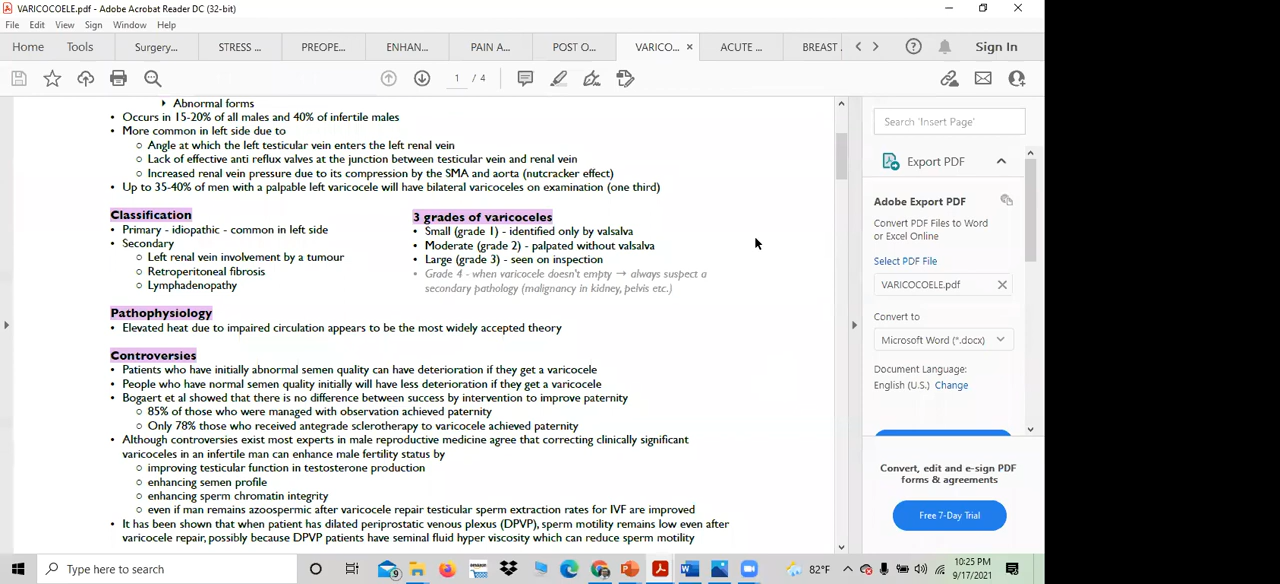 VARICOCOELE.pdf - Adobe Acrobat Reader DC (32-bit)
File Edit View Sign Window Help
Home Tools Surgery... STRESS ... PREOPE... ENHAN... PAIN A... POST O... VARICO... × ACUTE ... BREAST Sign In
1 / 4
▸ Abnormal forms
• Occurs in 15-20% of all males and 40% of infertile males
• More common in left side due to
○ Angle at which the left testicular vein enters the left renal vein
○ Lack of effective anti reflux valves at the junction between testicular vein and renal vein
○ Increased renal vein pressure due to its compression by the SMA and aorta (nutcracker effect)
• Up to 35-40% of men with a palpable left varicocele will have bilateral varicoceles on examination (one third)
Classification
• Primary - idiopathic - common in left side
• Secondary
○ Left renal vein involvement by a tumour
○ Retroperitoneal fibrosis
○ Lymphadenopathy
3 grades of varicoceles
• Small (grade 1) - identified only by valsalva
• Moderate (grade 2) - palpated without valsalva
• Large (grade 3) - seen on inspection
• Grade 4 - when varicocele doesn't empty → always suspect a
secondary pathology (malignancy in kidney, pelvis etc.)
Pathophysiology
• Elevated heat due to impaired circulation appears to be the most widely accepted theory
Controversies
• Patients who have initially abnormal semen quality can have deterioration if they get a varicocele
• People who have normal semen quality initially will have less deterioration if they get a varicocele
• Bogaert et al showed that there is no difference between success by intervention to improve paternity
○ 85% of those who were managed with observation achieved paternity
○ Only 78% those who received antegrade sclerotherapy to varicocele achieved paternity
• Although controversies exist most experts in male reproductive medicine agree that correcting clinically significant
varicoceles in an infertile man can enhance male fertility status by
○ improving testicular function in testosterone production
○ enhancing semen profile
○ enhancing sperm chromatin integrity
○ even if man remains azoospermic after varicocele repair testicular sperm extraction rates for IVF are improved
• It has been shown that when patient has dilated periprostatic venous plexus (DPVP), sperm motility remains low even after
varicocele repair, possibly because DPVP patients have seminal fluid hyper viscosity which can reduce sperm motility
Search 'Insert Page'
Export PDF
Adobe Export PDF
Convert PDF Files to Word
or Excel Online
Select PDF File
VARICOCOELE.pdf
Convert to
Microsoft Word (*.docx)
Document Language:
English (U.S.) Change
Convert, edit and e-sign PDF
forms & agreements
Free 7-Day Trial
Type here to search
9
82°F
10:25 PM
9/17/2021